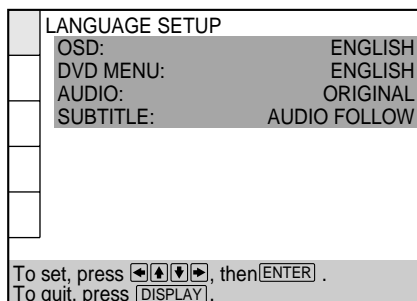 LANGUAGE SETUP
OSD: ENGLISH
DVD MENU: ENGLISH
AUDIO: ORIGINAL
SUBTITLE: AUDIO FOLLOW
To set, press ←↑↓→, then ENTER .
To quit, press DISPLAY.